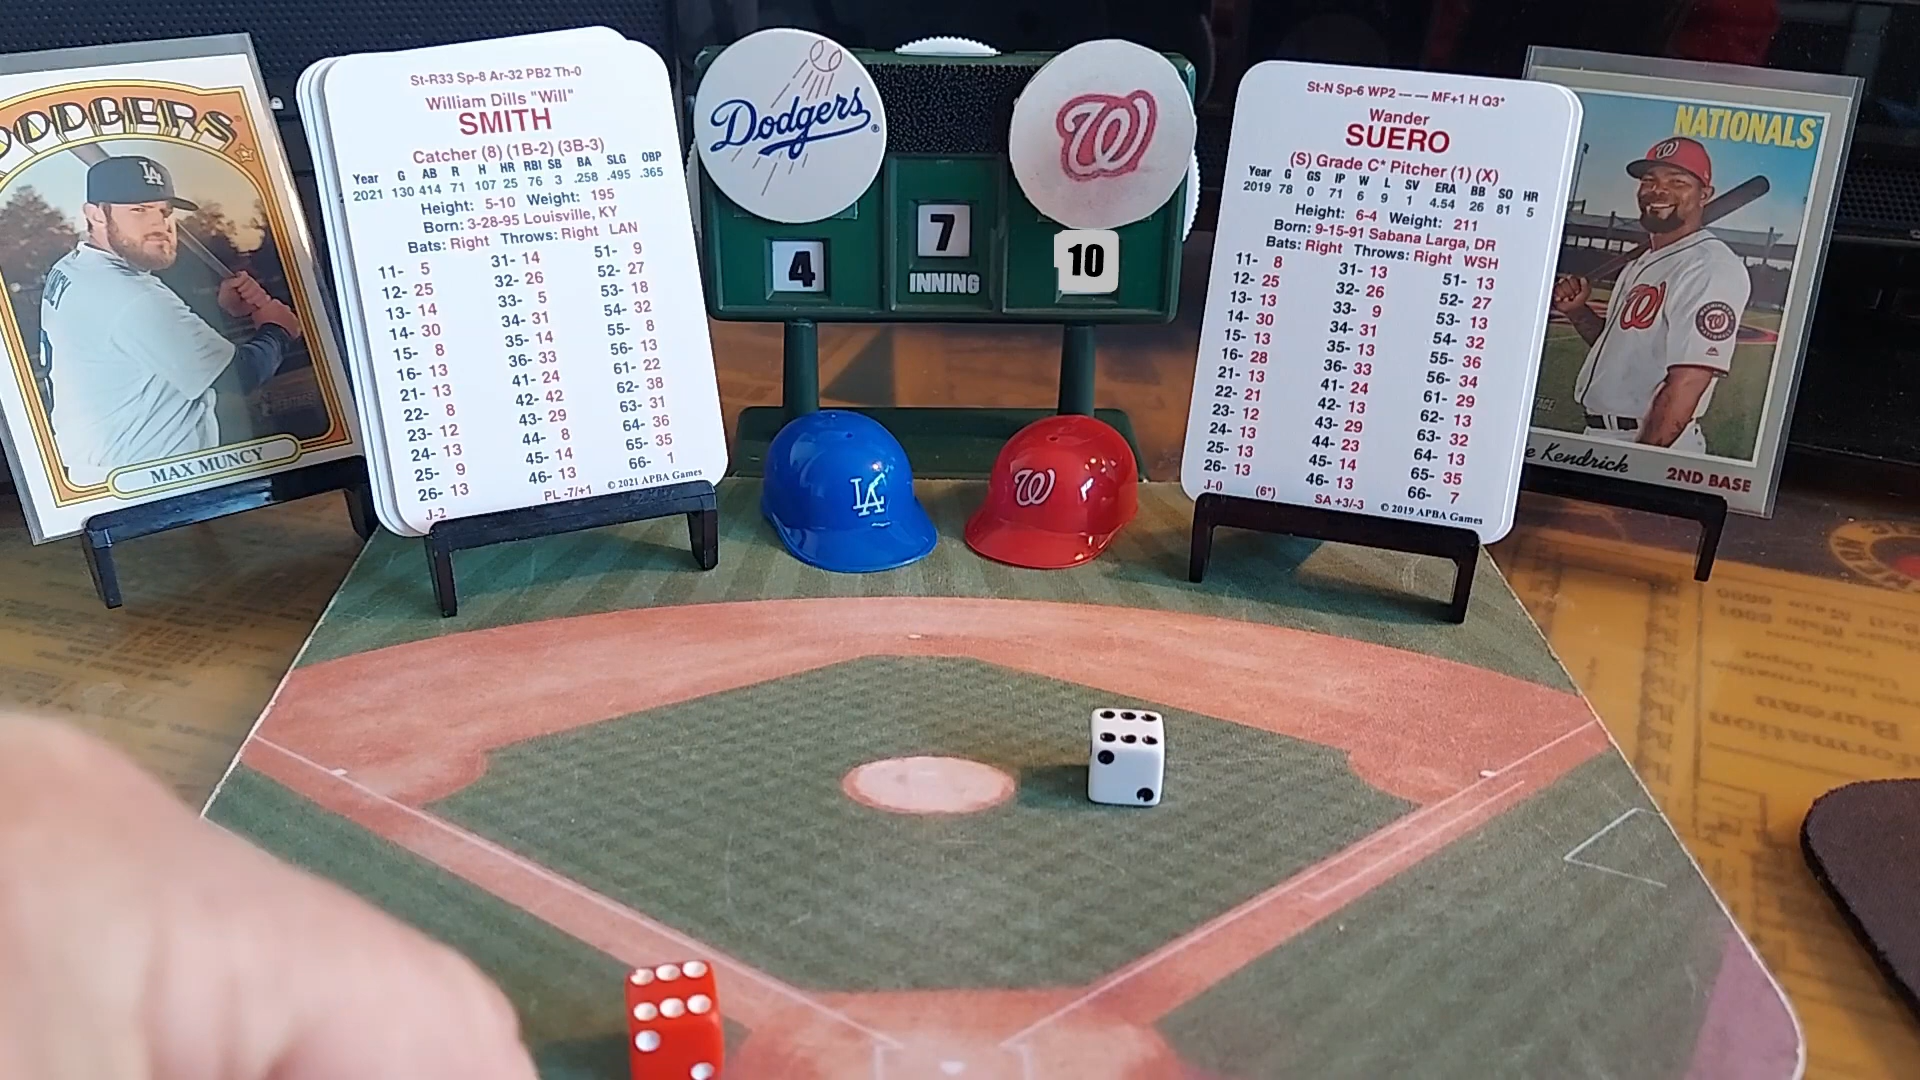 DODGERS
MAX MUNCY
St-R33 Sp-8 Ar-32 PB2 Th-0
William Dills "Will"
SMITH
Catcher (8) (1B-2) (3B-3)
Year G AB R H HR RBI SB BA SLG OBP
2021 130 414 71 107 25 76 3 .258 .495 .365
Height: 5-10 Weight: 195
Born: 3-28-95 Louisville, KY
Bats: Right Throws: Right LAN
11- 5 31- 14 51- 9
12- 25 32- 26 52- 27
13- 14 33- 5 53- 18
14- 30 34- 31 54- 32
15- 8 35- 14 55- 8
16- 13 36- 33 56- 13
21- 13 41- 24 61- 22
22- 8 42- 42 62- 38
23- 12 43- 29 63- 31
24- 13 44- 8 64- 36
25- 9 45- 14 65- 35
26- 13 46- 13 66- 1
J-2 PL -7/+1 © 2021 APBA Games
Dodgers
4
7
INNING
W
10
LA
W
St-N Sp-6 WP2 — — MF+1 H Q3*
Wander
SUERO
(S) Grade C* Pitcher (1) (X)
Year G GS IP W L SV ERA BB SO HR
2019 78 0 71 6 9 1 4.54 26 81 5
Height: 6-4 Weight: 211
Born: 9-15-91 Sabana Larga, DR
Bats: Right Throws: Right WSH
11- 8 31- 13 51- 13
12- 25 32- 26 52- 27
13- 13 33- 9 53- 13
14- 30 34- 31 54- 32
15- 13 35- 13 55- 36
16- 28 36- 33 56- 34
21- 13 41- 24 61- 29
22- 21 42- 13 62- 13
23- 12 43- 29 63- 32
24- 13 44- 23 64- 13
25- 13 45- 14 65- 35
26- 13 46- 13 66- 7
J-0 (6*) SA +3/-3 © 2019 APBA Games
NATIONALS
Kendrick
2ND BASE